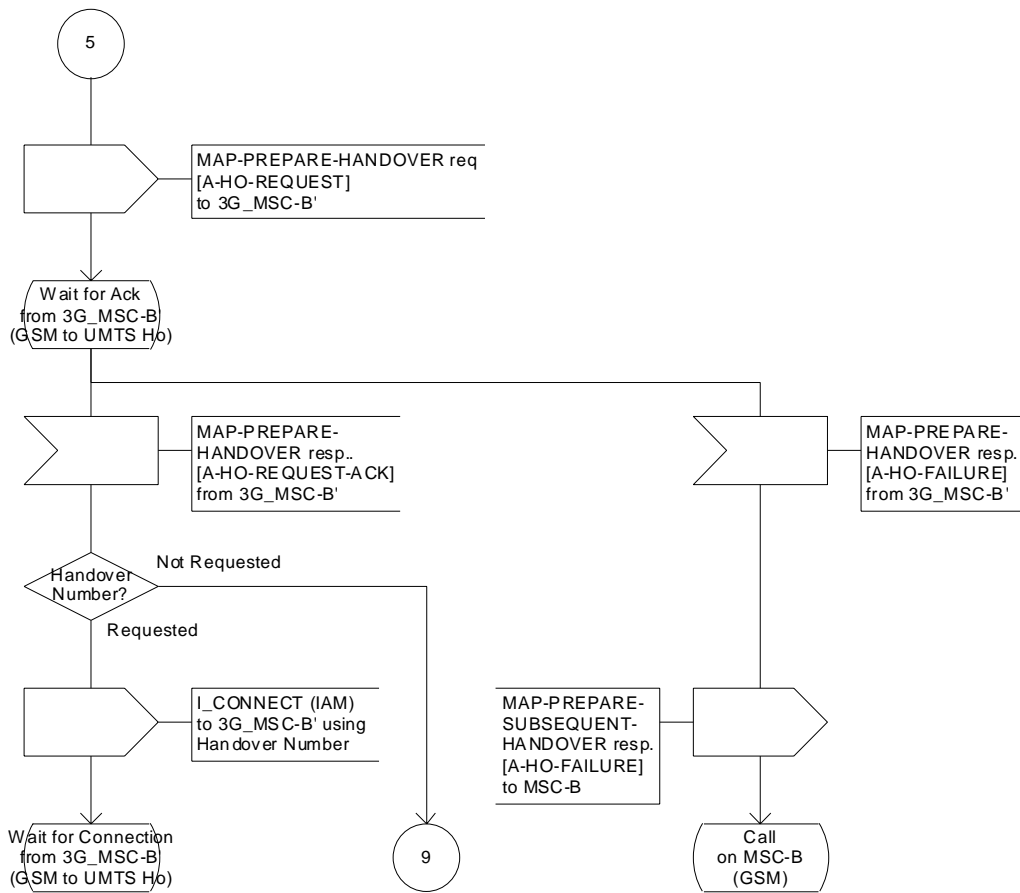 5
MAP-PREPARE-HANDOVER req
[A-HO-REQUEST]
to 3G_MSC-B'
Wait for Ack
from 3G_MSC-B'
(GSM to UMTS Ho)
MAP-PREPARE-
HANDOVER resp..
[A-HO-REQUEST-ACK]
from 3G_MSC-B'
MAP-PREPARE-
HANDOVER resp.
[A-HO-FAILURE]
from 3G_MSC-B'
Handover
Number?
Not Requested
Requested
I_CONNECT (IAM)
to 3G_MSC-B' using
Handover Number
MAP-PREPARE-
SUBSEQUENT-
HANDOVER resp.
[A-HO-FAILURE]
to MSC-B
Wait for Connection
from 3G_MSC-B'
(GSM to UMTS Ho)
9
Call
on MSC-B
(GSM)